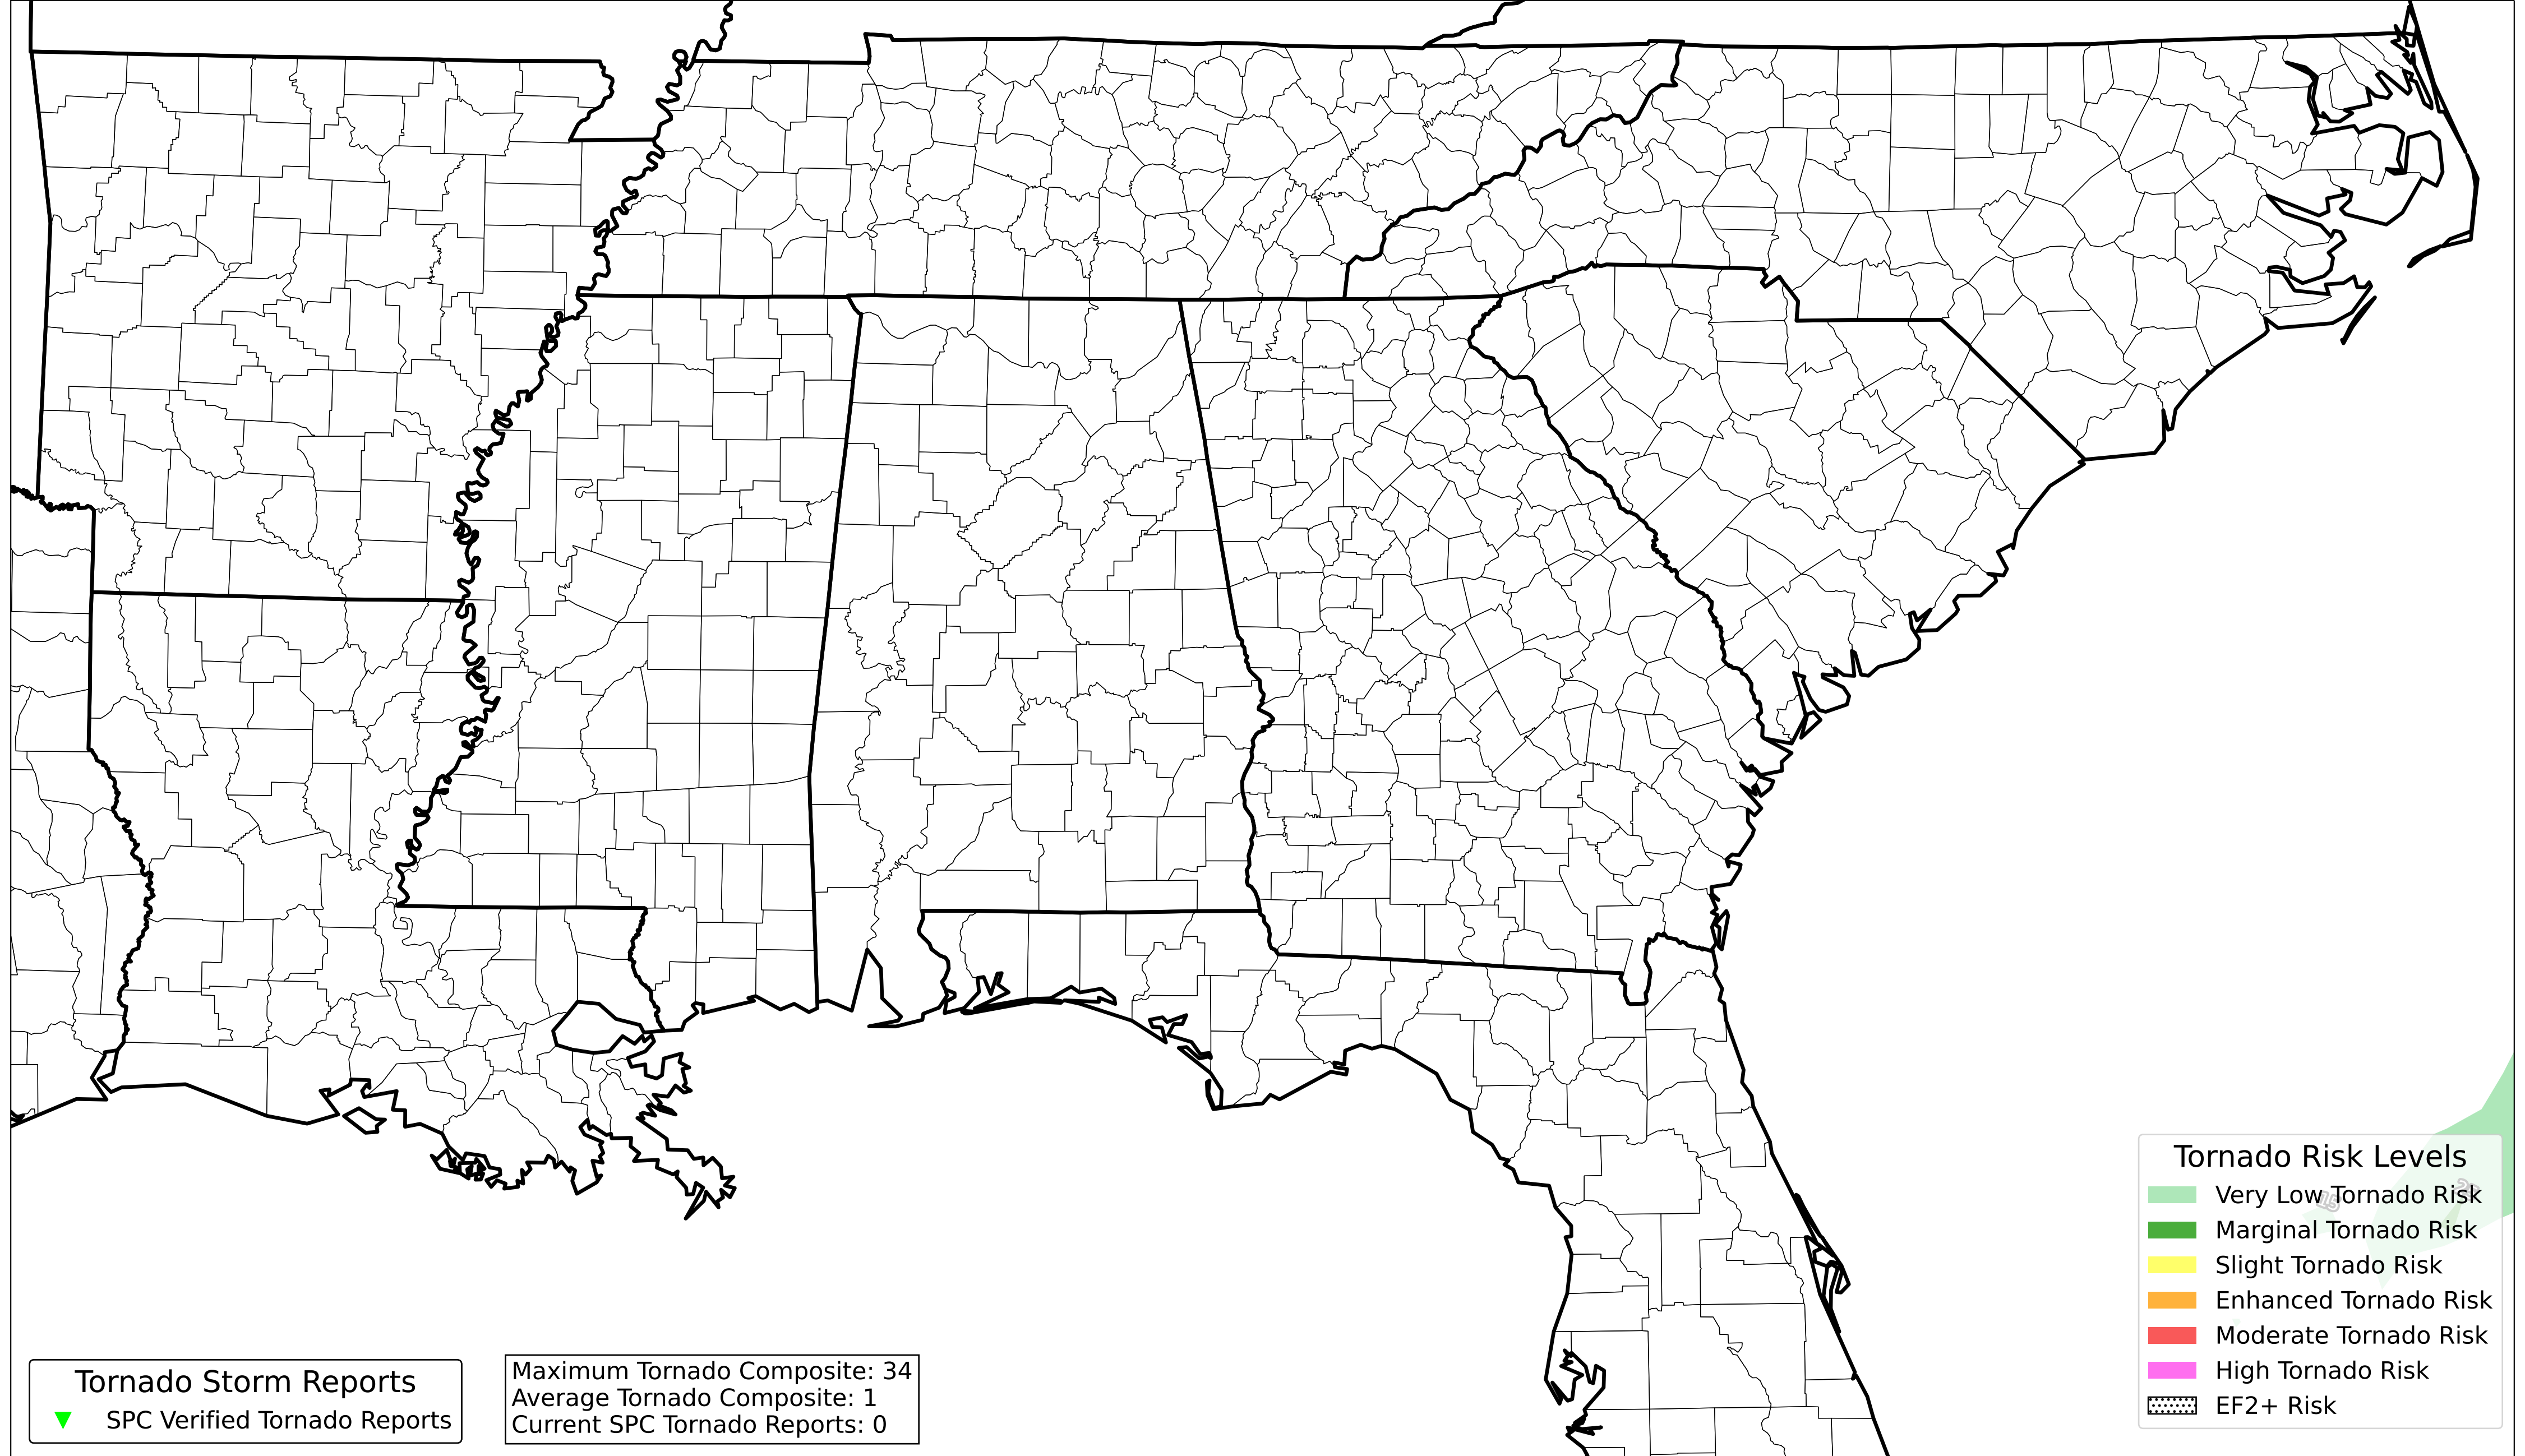 Tornado Storm Reports
SPC Verified Tornado Reports
Maximum Tornado Composite: 34
Average Tornado Composite: 1
Current SPC Tornado Reports: 0
Tornado Risk Levels
Very Low Tornado Risk
Marginal Tornado Risk
Slight Tornado Risk
Enhanced Tornado Risk
Moderate Tornado Risk
High Tornado Risk
EF2+ Risk
15